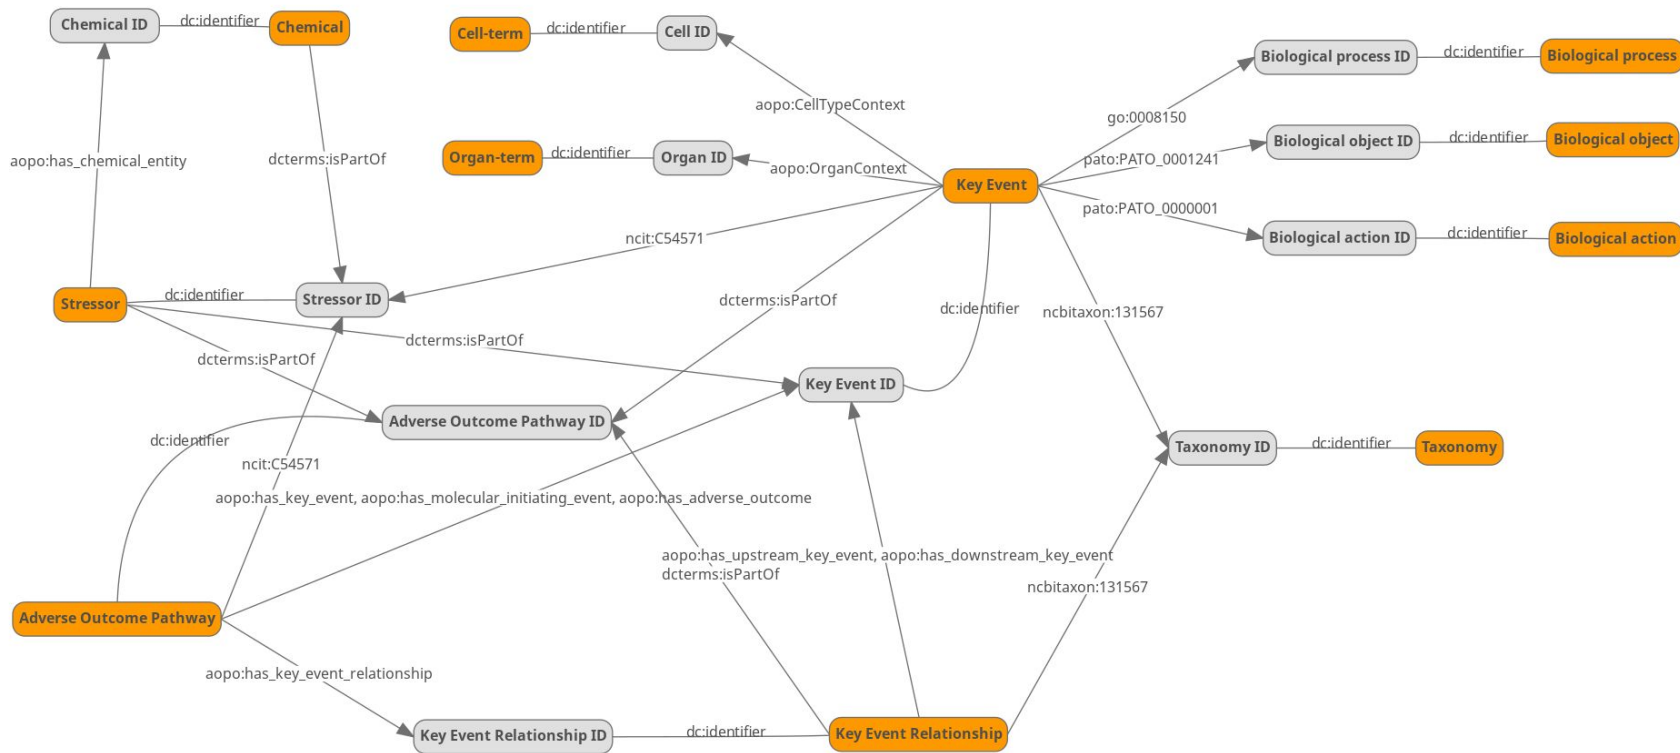 Chemical ID
dc:identifier
Chemical
Cell-term
dc:identifier
Cell ID
Biological process ID
dc:identifier
Biological process
aopo:CellTypeContext
go:0008150
aopo:has_chemical_entity
dcterms:isPartOf
Organ-term
dc:identifier
Organ ID
aopo:OrganContext
Key Event
pato:PATO_0001241
Biological object ID
dc:identifier
Biological object
pato:PATO_0000001
Biological action ID
dc:identifier
Biological action
ncit:C54571
Stressor
dc:identifier
Stressor ID
dcterms:isPartOf
dc:identifier
ncbitaxon:131567
dcterms:isPartOf
dcterms:isPartOf
Key Event ID
Adverse Outcome Pathway ID
dc:identifier
Taxonomy ID
dc:identifier
Taxonomy
ncit:C54571
aopo:has_key_event, aopo:has_molecular_initiating_event, aopo:has_adverse_outcome
aopo:has_upstream_key_event, aopo:has_downstream_key_event
dcterms:isPartOf
ncbitaxon:131567
Adverse Outcome Pathway
aopo:has_key_event_relationship
Key Event Relationship ID
dc:identifier
Key Event Relationship